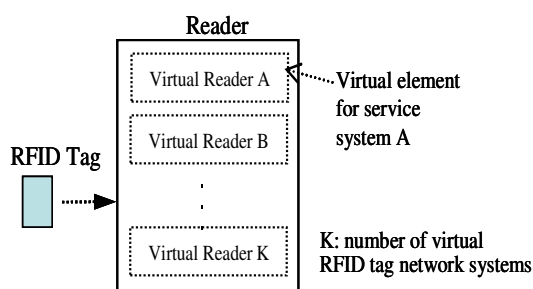 Reader
Virtual Reader A
Virtual element
for service
system A
Virtual Reader B
RFID Tag
Virtual Reader K
K: number of virtual
RFID tag network systems